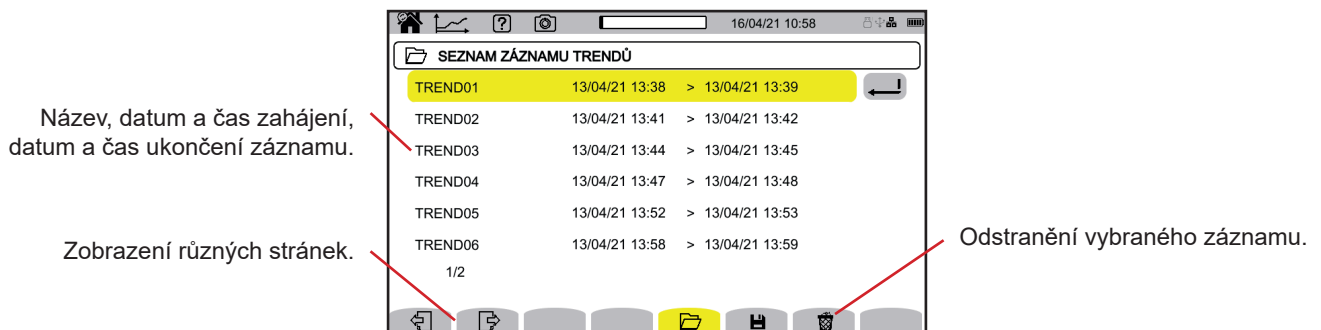 16/04/21 10:58
SEZNAM ZÁZNAMU TRENDŮ
TREND01 13/04/21 13:38 > 13/04/21 13:39
TREND02 13/04/21 13:41 > 13/04/21 13:42
TREND03 13/04/21 13:44 > 13/04/21 13:45
TREND04 13/04/21 13:47 > 13/04/21 13:48
TREND05 13/04/21 13:52 > 13/04/21 13:53
TREND06 13/04/21 13:58 > 13/04/21 13:59
1/2
Název, datum a čas zahájení,
datum a čas ukončení záznamu.
Zobrazení různých stránek.
Odstranění vybraného záznamu.